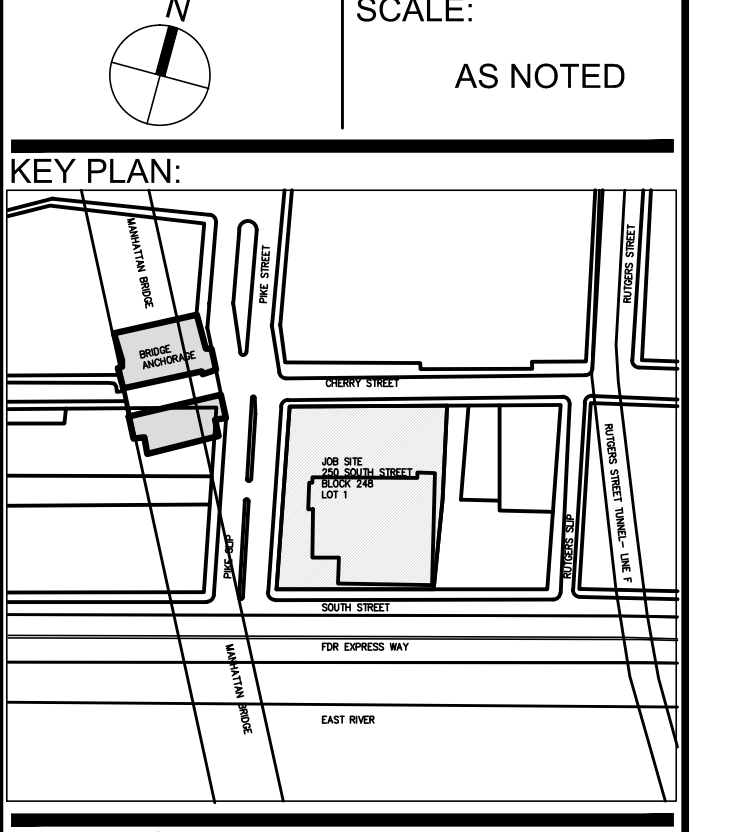 N
SCALE:
AS NOTED
KEY PLAN:
MANHATTAN BRIDGE
PIKE STREET
RUTGERS STREET
BRIDGE
ANCHORAGE
CHERRY STREET
JOB SITE
250 SOUTH STREET
BLOCK 248
LOT 1
RUTGERS STREET TUNNEL- LINE F
PIKE SLIP
RUTGERS SLIP
SOUTH STREET
FDR EXPRESS WAY
MANHATTAN BRIDGE
EAST RIVER